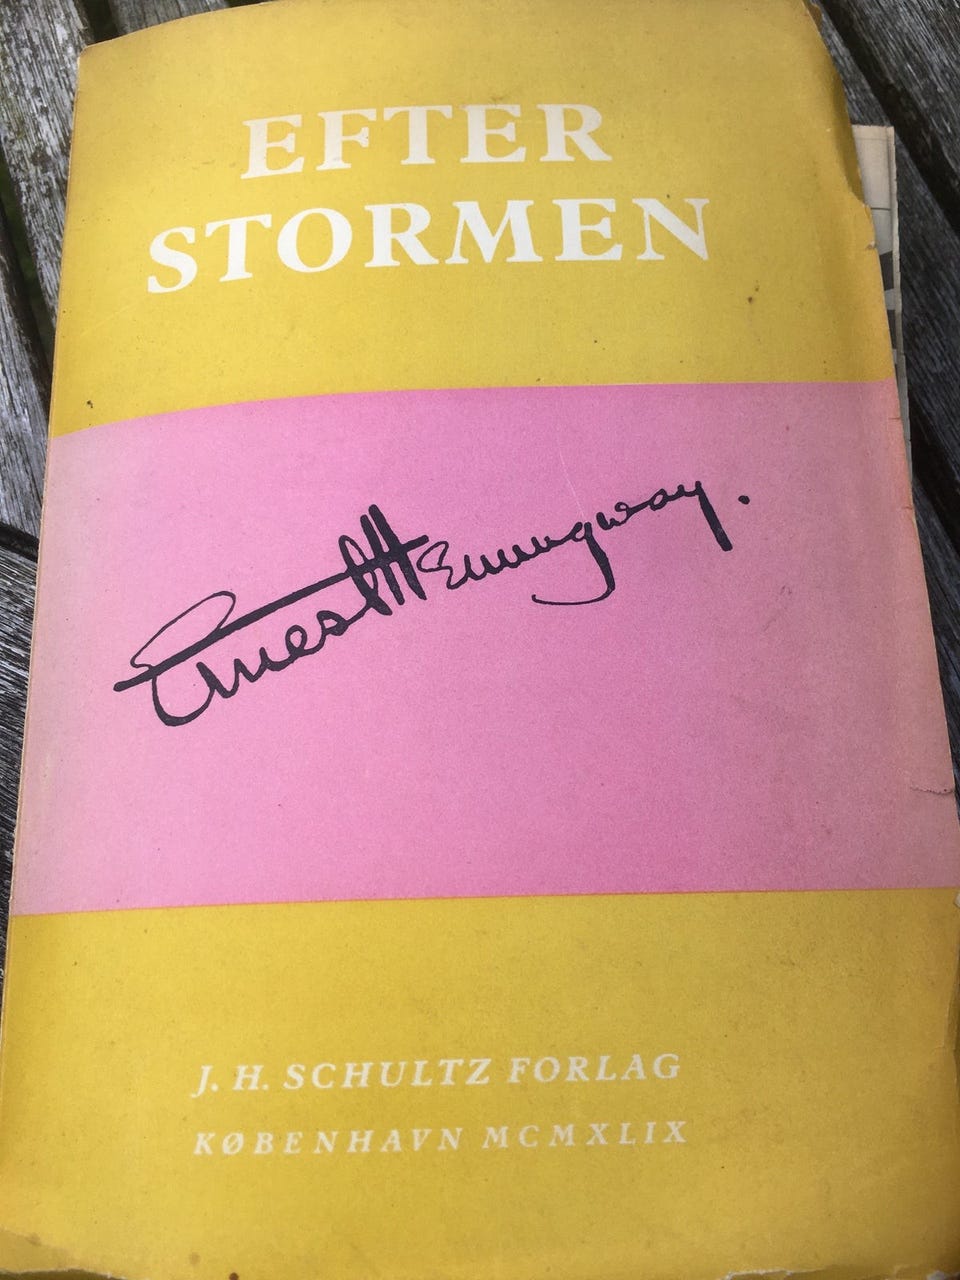 EFTER
STORMEN
Ernest Hemingway.
J. H. SCHULTZ FORLAG
KØBENHAVN MCMXLIX